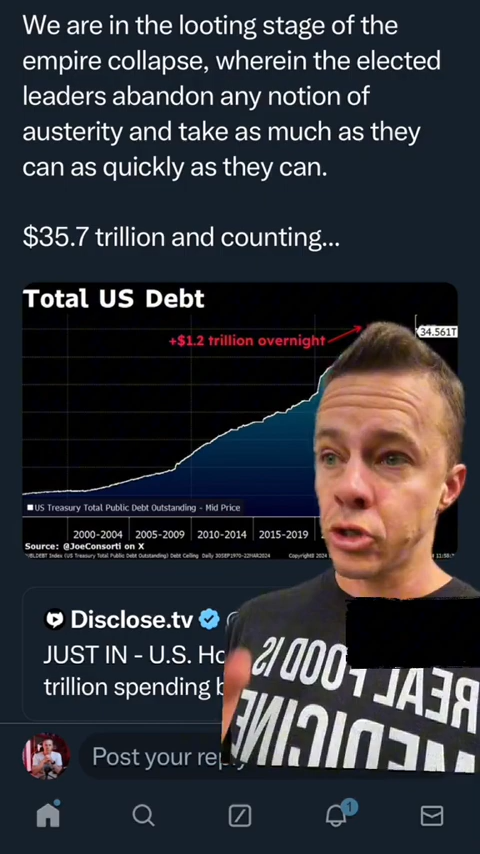 We are in the looting stage of the
empire collapse, wherein the elected
leaders abandon any notion of
austerity and take as much as they
can as quickly as they can.
$35.7 trillion and counting...
Total US Debt
+$1.2 trillion overnight
34.561T
US Treasury Total Public Debt Outstanding - Mid Price
2000-2004 2005-2009 2010-2014 2015-2019
Source: @JoeConsorti on X
Disclose.tv
JUST IN - U.S.
trillion spending
REAL FOOD IS
MEDICINE
Post your
1